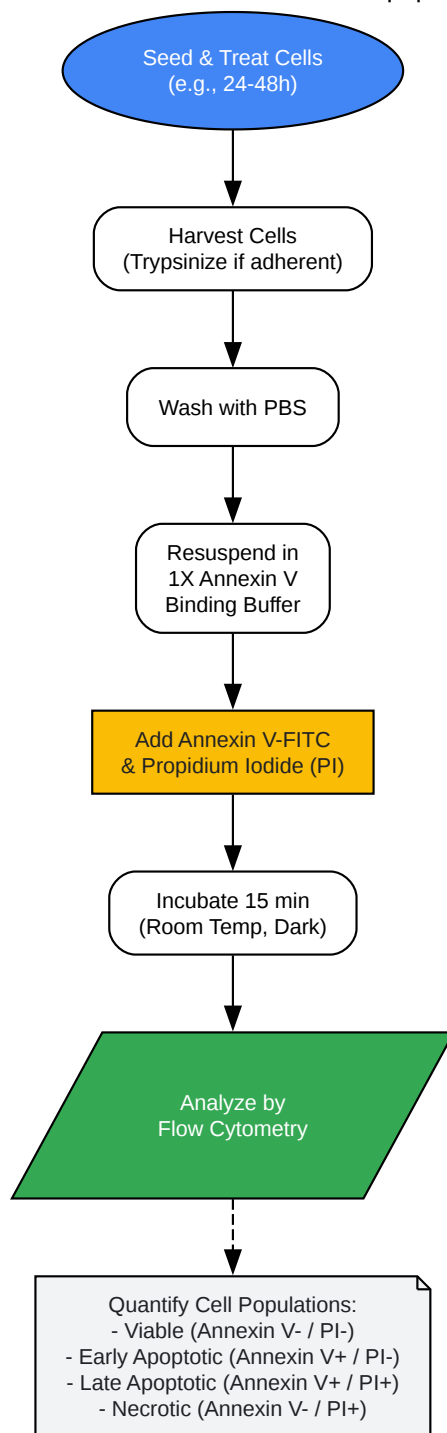 Seed & Treat Cells
(e.g., 24-48h)
Harvest Cells
(Trypsinize if adherent)
Wash with PBS
Resuspend in
1X Annexin V
Binding Buffer
Add Annexin V-FITC
& Propidium Iodide (PI)
Incubate 15 min
(Room Temp, Dark)
Analyze by
Flow Cytometry
Quantify Cell Populations:
- Viable (Annexin V- / PI-)
- Early Apoptotic (Annexin V+ / PI-)
- Late Apoptotic (Annexin V+ / PI+)
- Necrotic (Annexin V- / PI+)